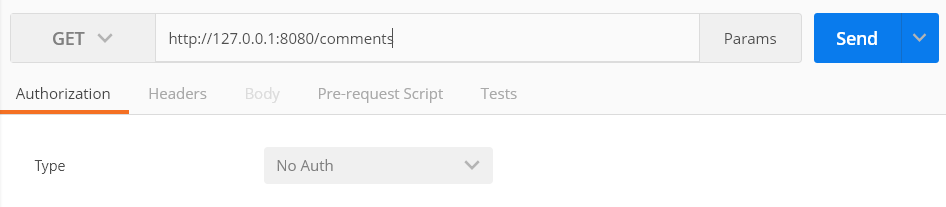 GET http://127.0.0.1:8080/comments Params Send
Authorization Headers Body Pre-request Script Tests
Type No Auth